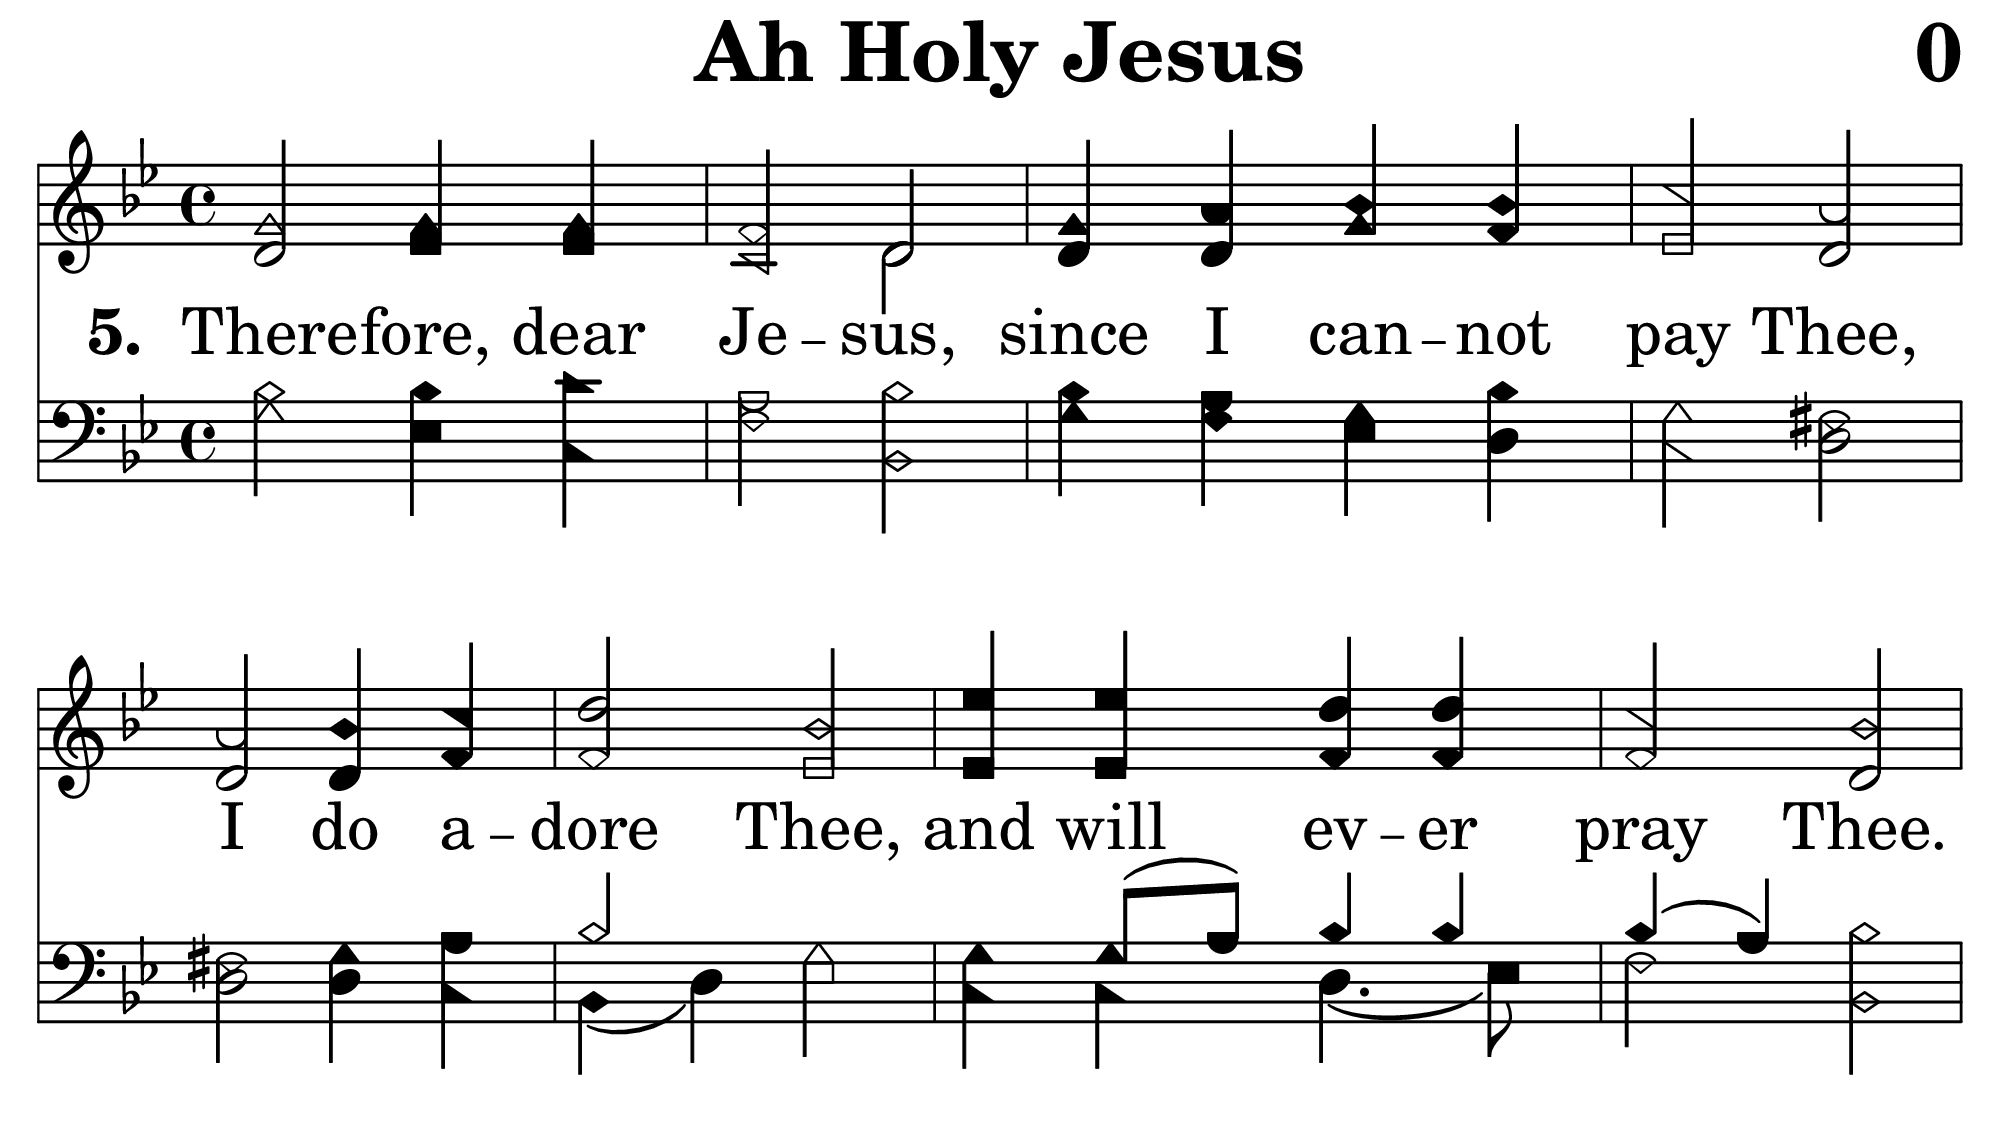 Ah Holy Jesus 0
5. Therefore, dear Je – sus, since I can – not pay Thee,
I do a – dore Thee, and will ev – er pray Thee.